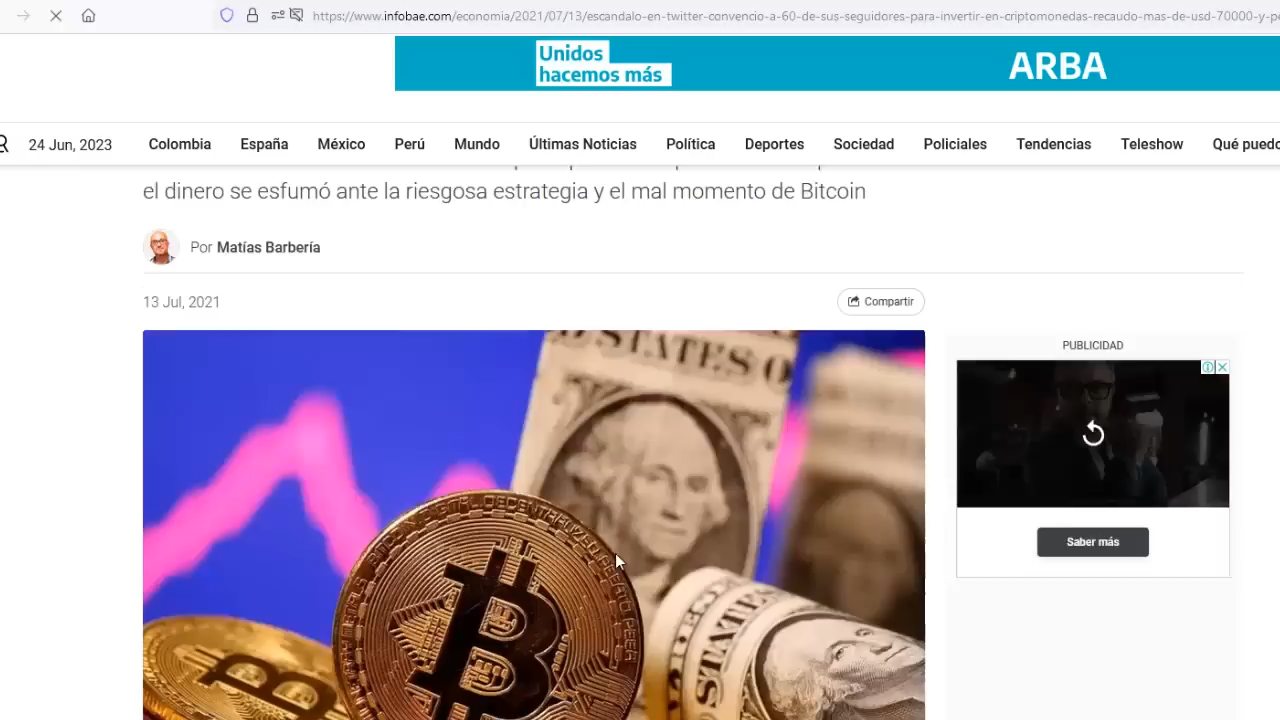 https://www.infobae.com/economia/2021/07/13/escandalo-en-twitter-convencio-a-60-de-sus-seguidores-para-invertir-en-criptomonedas-recaudo-mas-de-usd-70000-y-pe
Unidos
hacemos más
ARBA
24 Jun, 2023 Colombia España México Perú Mundo Últimas Noticias Política Deportes Sociedad Policiales Tendencias Teleshow Qué puedo
el dinero se esfumó ante la riesgosa estrategia y el mal momento de Bitcoin
Por Matías Barbería
13 Jul, 2021
Compartir
PUBLICIDAD
STATES O
Saber más